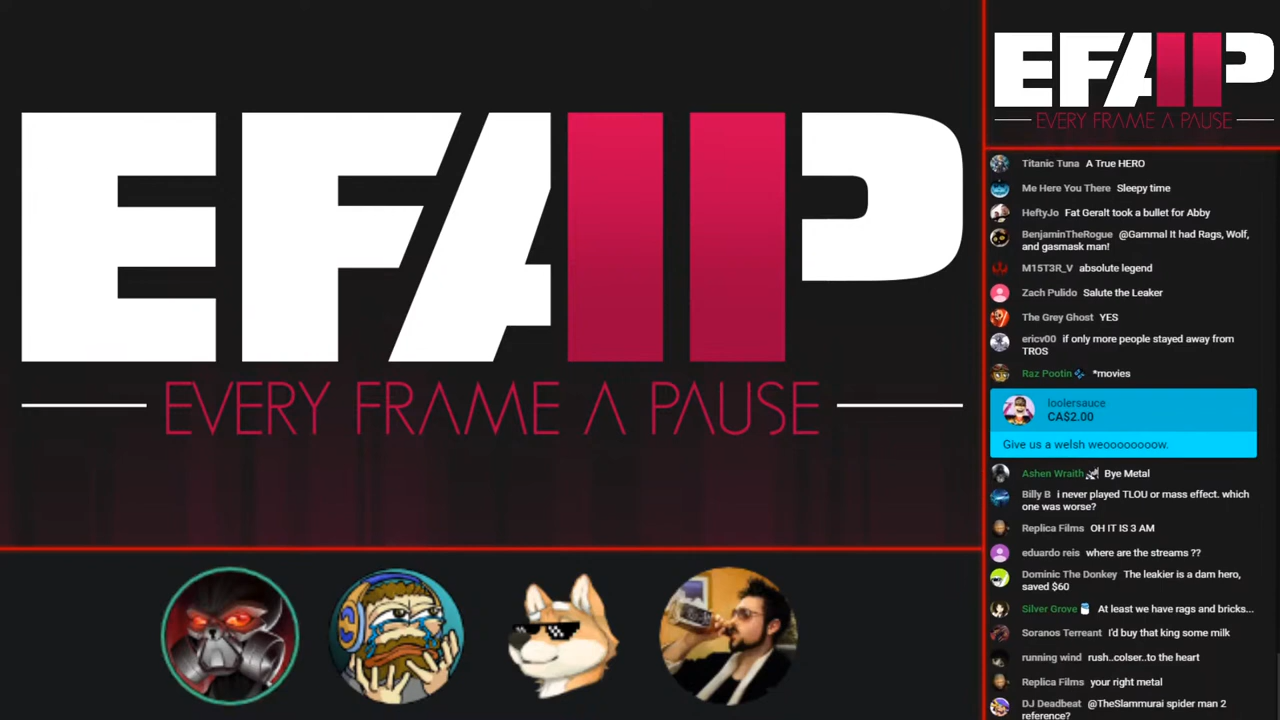 EFAP
EVERY FRAME A PAUSE
EFAP
EVERY FRAME A PAUSE
Titanic Tuna A True HERO
Me Here You There Sleepy time
HeftyJo Fat Geralt took a bullet for Abby
BenjaminTheRogue @Gammal It had Rags, Wolf,
and gasmask man!
M15T3R_V absolute legend
Zach Pulido Salute the Leaker
The Grey Ghost YES
ericv00 if only more people stayed away from
TROS
Raz Pootin *movies
loolersauce
CA$2.00
Give us a welsh weoooooooow.
Ashen Wraith Bye Metal
Billy B i never played TLOU or mass effect. which
one was worse?
Replica Films OH IT IS 3 AM
eduardo reis where are the streams ??
Dominic The Donkey The leakier is a dam hero,
saved $60
Silver Grove At least we have rags and bricks...
Soranos Terreant I'd buy that king some milk
running wind rush..colser..to the heart
Replica Films your right metal
DJ Deadbeat @TheSlammurai spider man 2
reference?